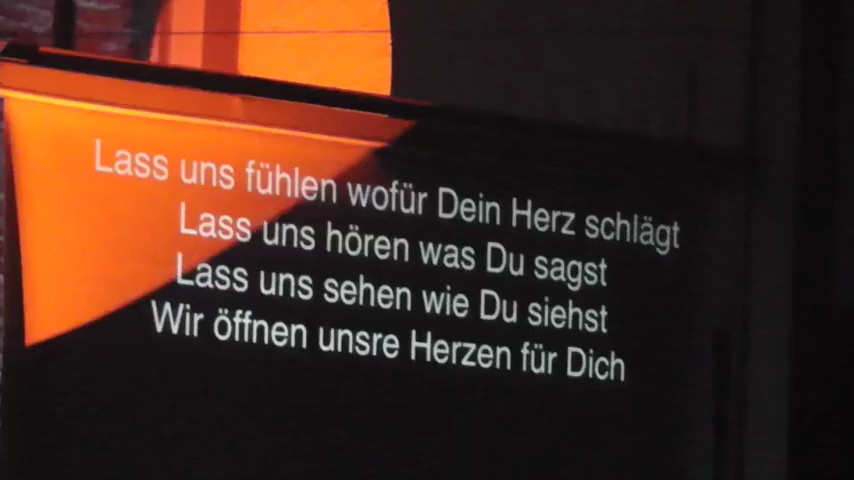 Lass uns fühlen wofür Dein Herz schlägt
Lass uns hören was Du sagst
Lass uns sehen wie Du siehst
Wir öffnen unsre Herzen für Dich